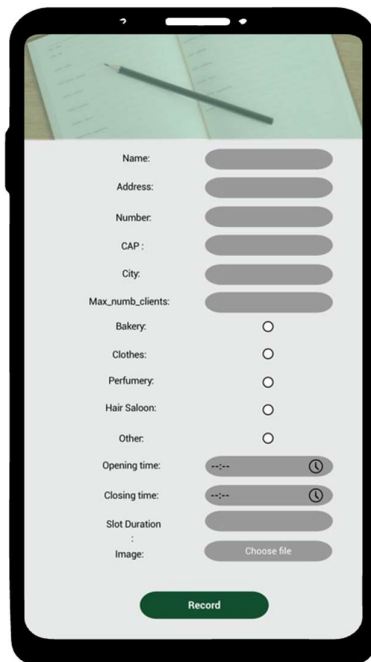 Name:
Address:
Number:
CAP :
City:
Max_numb_clients:
Bakery:
Clothes:
Perfumery:
Hair Saloon:
Other:
Opening time: --:--
Closing time: --:--
Slot Duration
:
Image: Choose file
Record